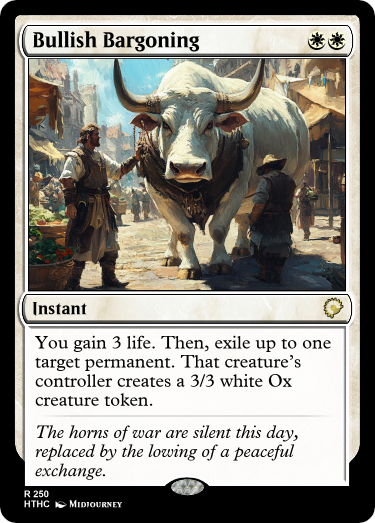 Bullish Bargoning
Instant
You gain 3 life. Then, exile up to one
target permanent. That creature's
controller creates a 3/3 white Ox
creature token.
The horns of war are silent this day,
replaced by the lowing of a peaceful
exchange.
R 250
HTHC Midjourney